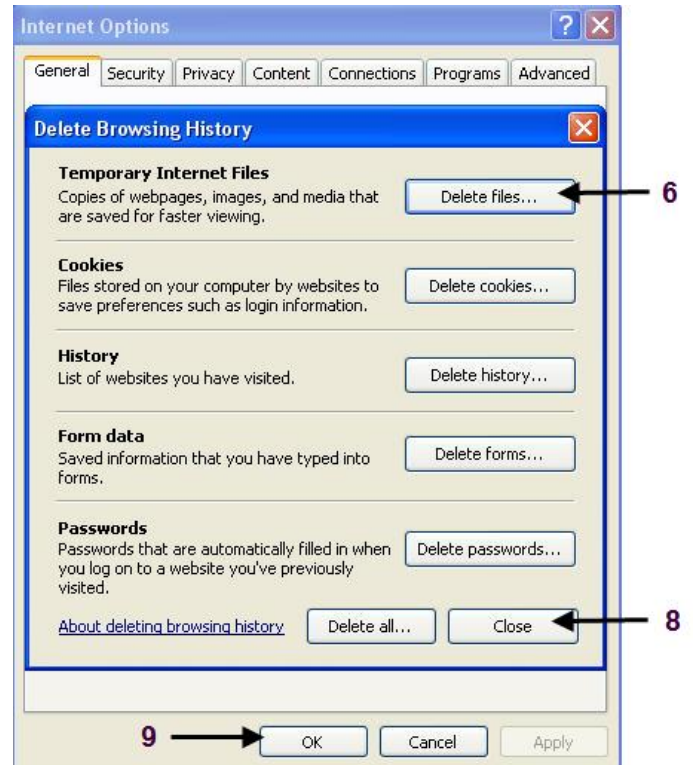 Internet Options
General Security Privacy Content Connections Programs Advanced
Delete Browsing History
Temporary Internet Files
Copies of webpages, images, and media that
are saved for faster viewing.
Delete files...
6
Cookies
Files stored on your computer by websites to
save preferences such as login information.
Delete cookies...
History
List of websites you have visited.
Delete history...
Form data
Saved information that you have typed into
forms.
Delete forms...
Passwords
Passwords that are automatically filled in when
you log on to a website you've previously
visited.
Delete passwords...
About deleting browsing history Delete all... Close
8
9
OK Cancel Apply